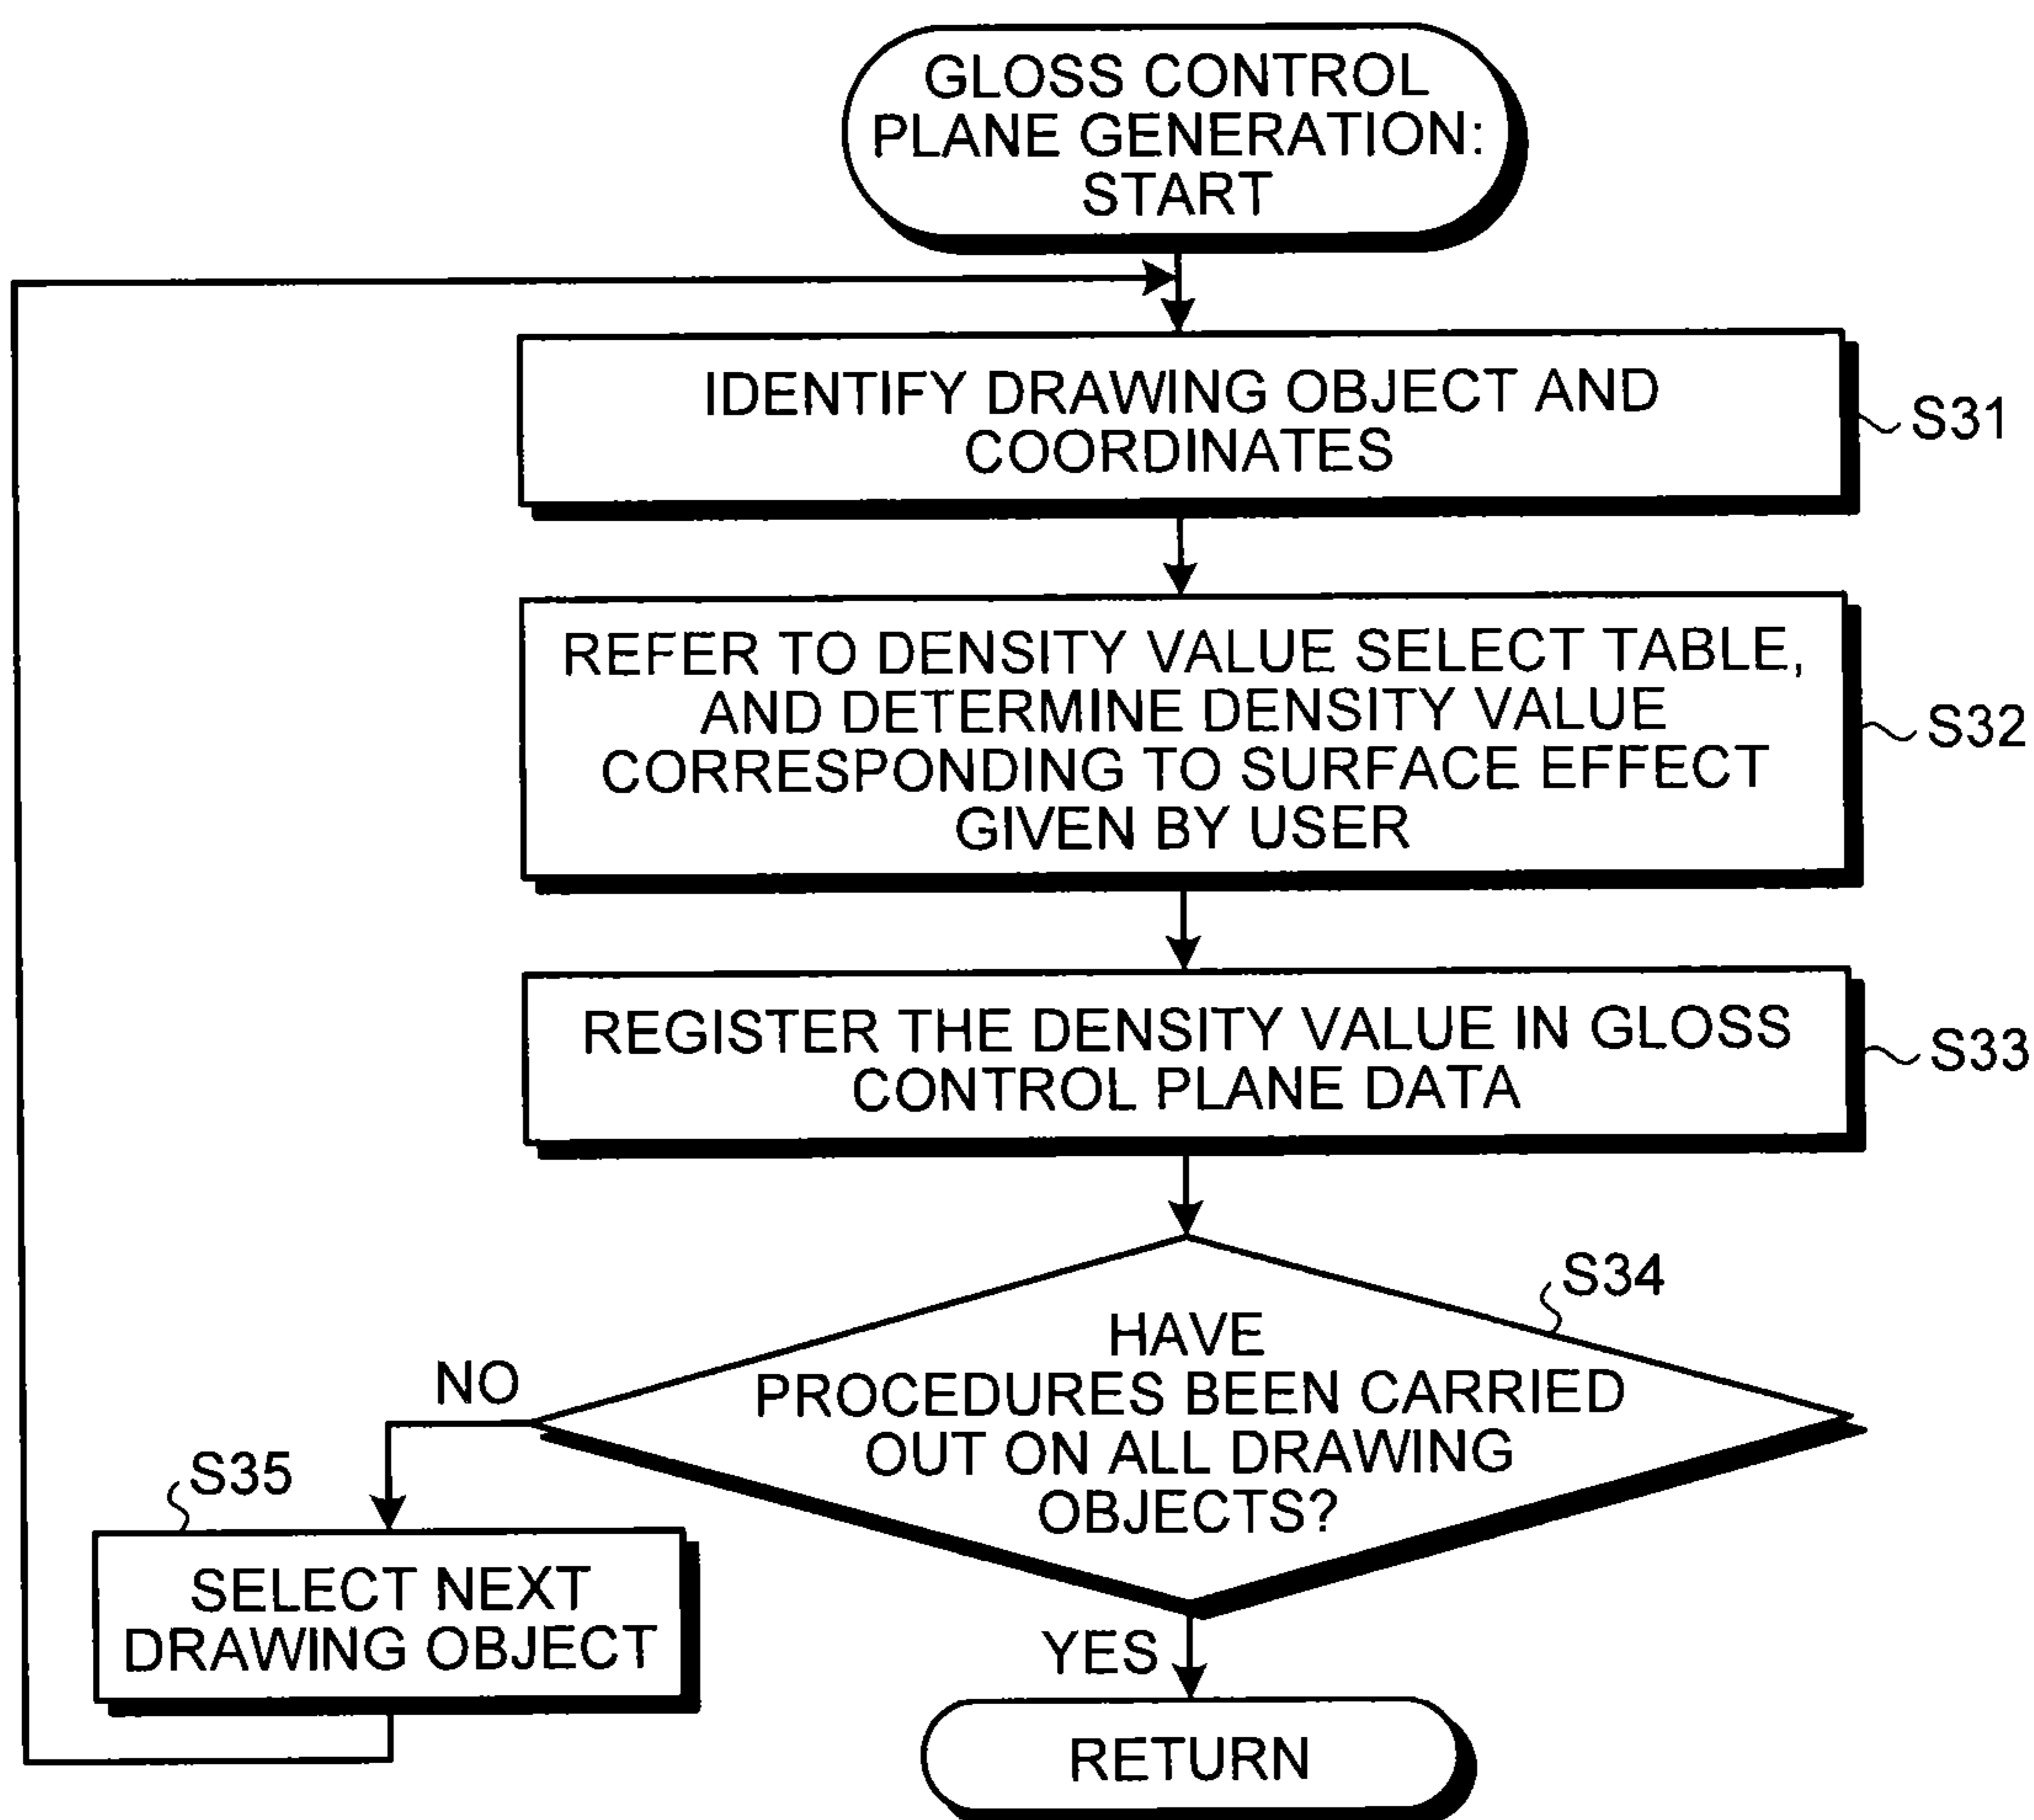 GLOSS CONTROL
PLANE GENERATION:
START
IDENTIFY DRAWING OBJECT AND
COORDINATES
S31
REFER TO DENSITY VALUE SELECT TABLE,
AND DETERMINE DENSITY VALUE
CORRESPONDING TO SURFACE EFFECT
GIVEN BY USER
S32
REGISTER THE DENSITY VALUE IN GLOSS
CONTROL PLANE DATA
S33
S34
HAVE
PROCEDURES BEEN CARRIED
OUT ON ALL DRAWING
OBJECTS?
NO
S35
SELECT NEXT
DRAWING OBJECT
YES
RETURN